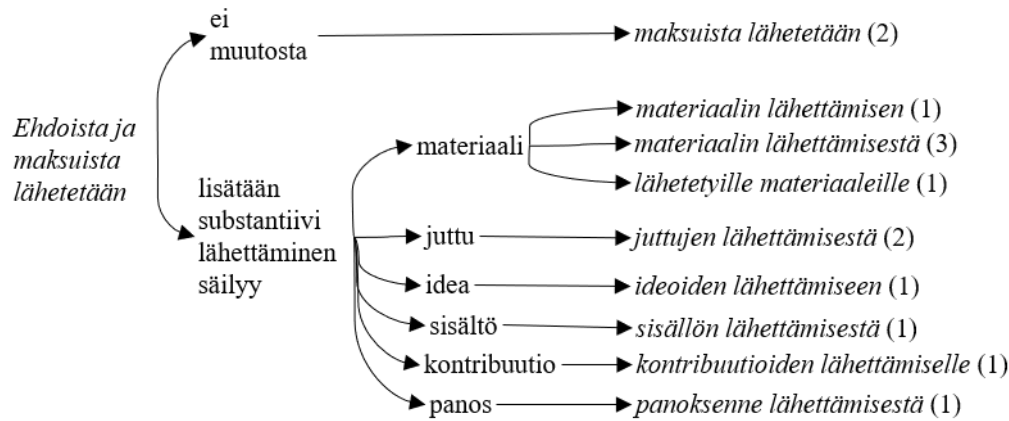 ei
muutosta
maksuista lähetetään (2)
Ehdoista ja
maksuista
lähetetään
lisätään
substantiivi
lähettäminen
säilyy
materiaali
materiaalin lähettämisen (1)
materiaalin lähettämisestä (3)
lähetetyille materiaaleille (1)
juttu
juttujen lähettämisestä (2)
idea
ideoiden lähettämiseen (1)
sisältö
sisällön lähettämisestä (1)
kontribuutio
kontribuutioiden lähettämiselle (1)
panos
panoksenne lähettämisestä (1)